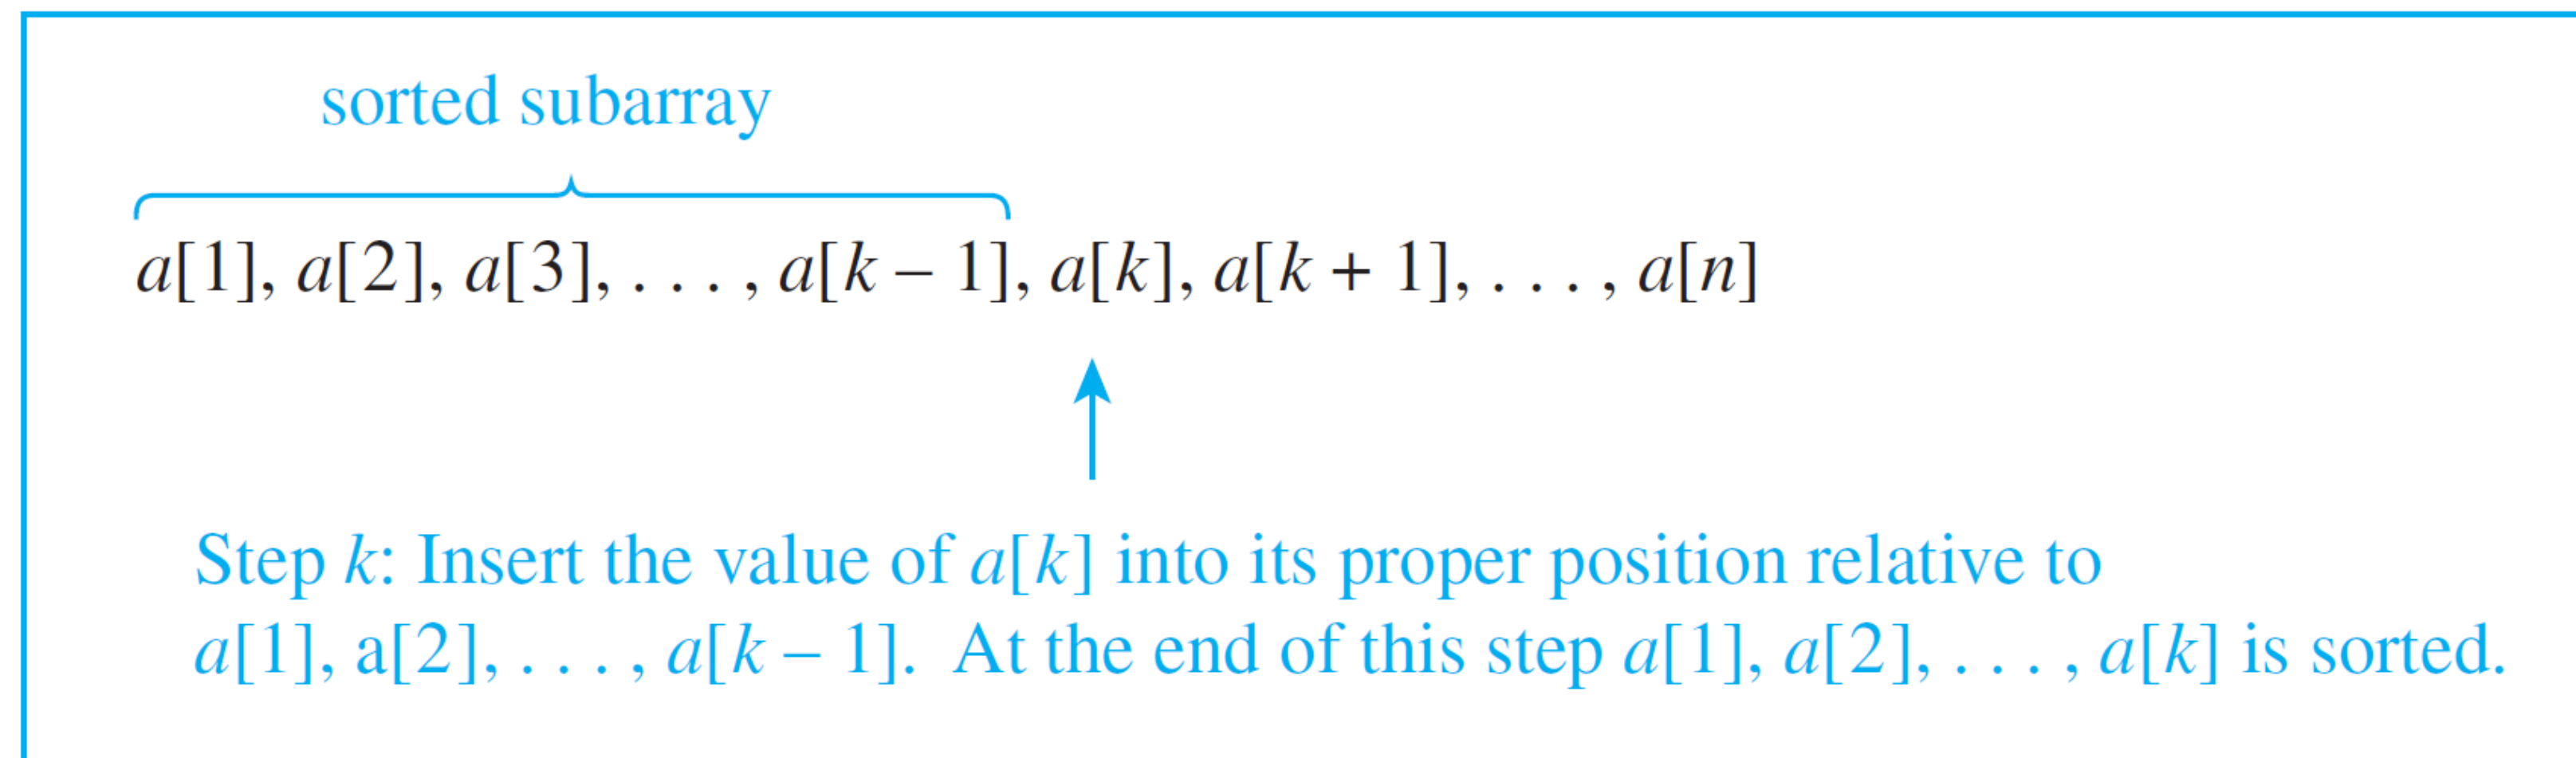 sorted subarray
a[1], a[2], a[3], . . . , a[k – 1], a[k], a[k + 1], . . . , a[n]
Step k: Insert the value of a[k] into its proper position relative to
a[1], a[2], . . . , a[k – 1].  At the end of this step a[1], a[2], . . . , a[k] is sorted.